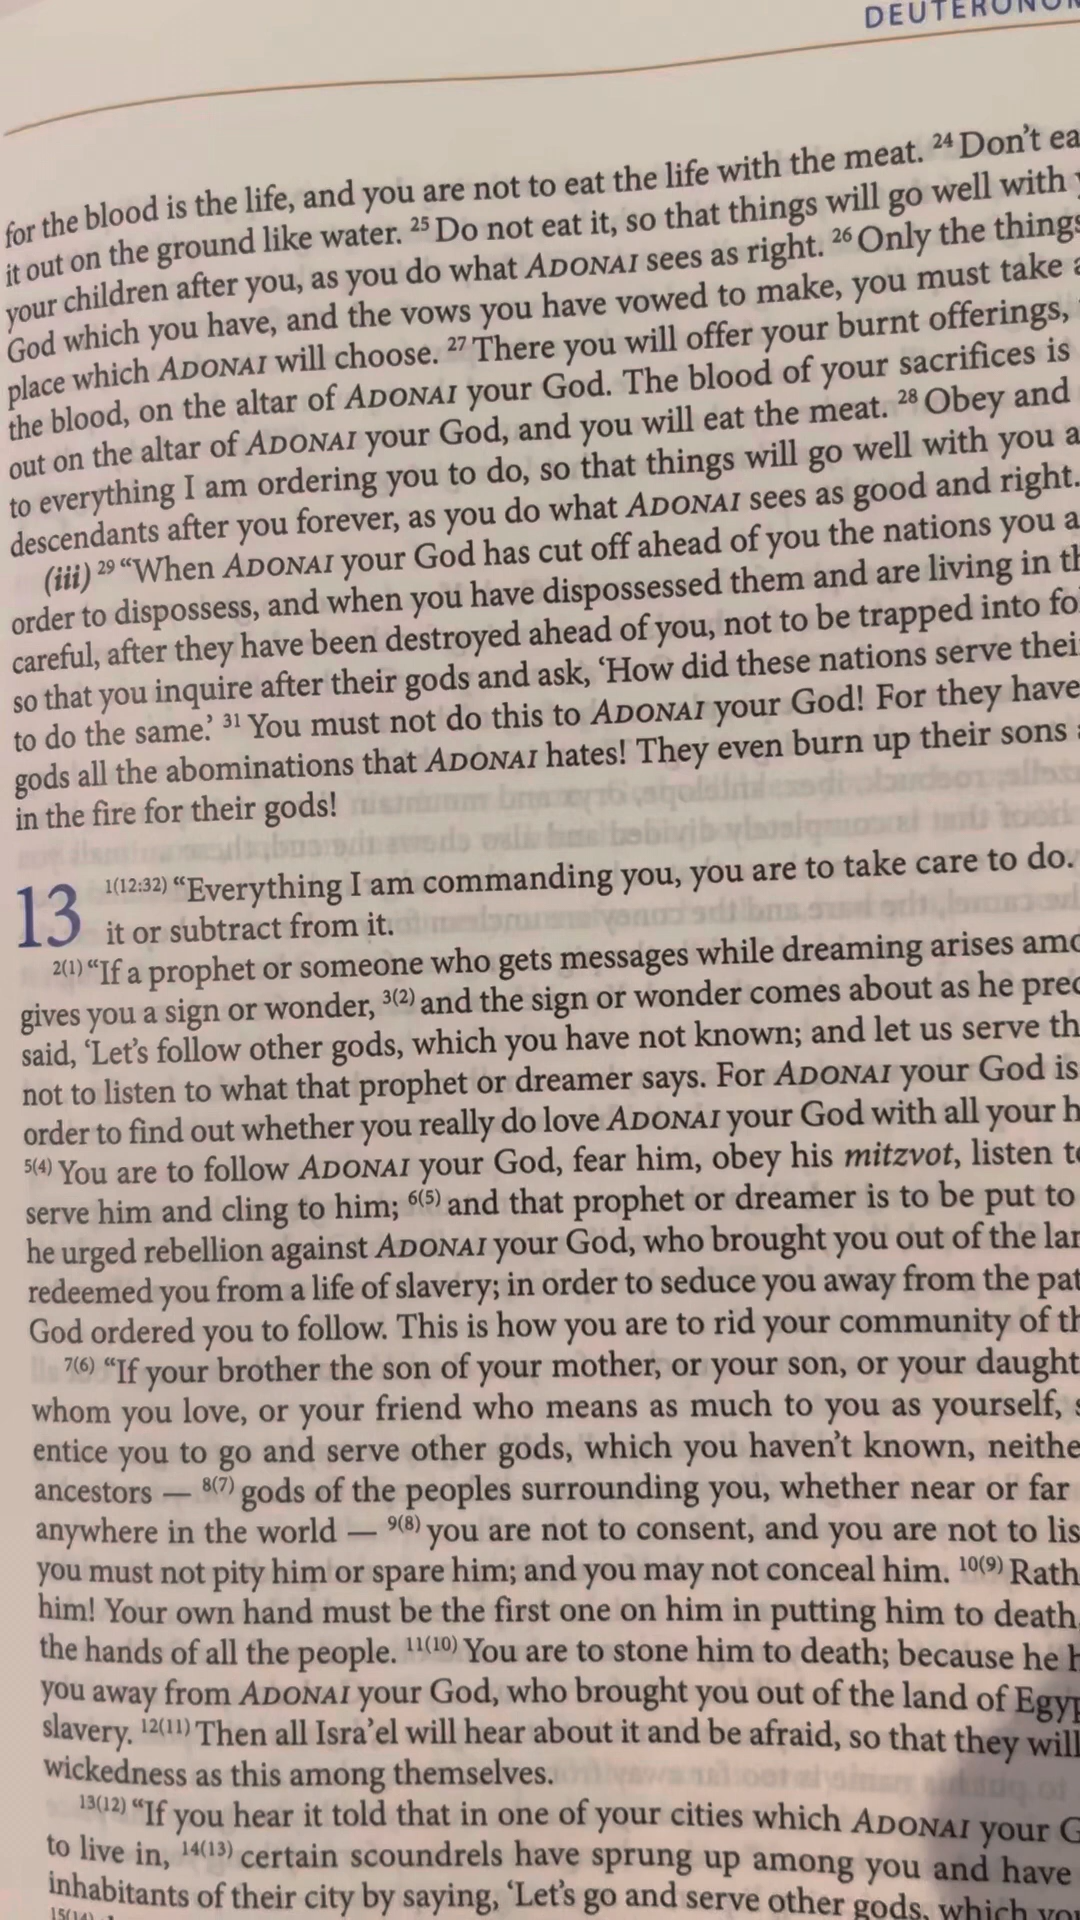 DEUTERONOM
for the blood is the life, and you are not to eat the life with the meat. 24 Don't ea
it out on the ground like water. 25 Do not eat it, so that things will go well with y
your children after you, as you do what ADONAI sees as right. 26 Only the things
God which you have, and the vows you have vowed to make, you must take a
place which ADONAI will choose. 27 There you will offer your burnt offerings,
the blood, on the altar of ADONAI your God. The blood of your sacrifices is
out on the altar of ADONAI your God, and you will eat the meat. 28 Obey and
to everything I am ordering you to do, so that things will go well with you a
descendants after you forever, as you do what ADONAI sees as good and right.
(iii) 29 “When ADONAI your God has cut off ahead of you the nations you a
order to dispossess, and when you have dispossessed them and are living in th
careful, after they have been destroyed ahead of you, not to be trapped into fo
so that you inquire after their gods and ask, ‘How did these nations serve thei
to do the same.’ 31 You must not do this to ADONAI your God! For they have
gods all the abominations that ADONAI hates! They even burn up their sons a
in the fire for their gods!
13 1(12:32) “Everything I am commanding you, you are to take care to do.
it or subtract from it.
2(1) “If a prophet or someone who gets messages while dreaming arises amo
gives you a sign or wonder, 3(2) and the sign or wonder comes about as he prec
said, ‘Let's follow other gods, which you have not known; and let us serve th
not to listen to what that prophet or dreamer says. For ADONAI your God is
order to find out whether you really do love ADONAI your God with all your h
5(4) You are to follow ADONAI your God, fear him, obey his mitzvot, listen to
serve him and cling to him; 6(5) and that prophet or dreamer is to be put to
he urged rebellion against ADONAI your God, who brought you out of the lan
redeemed you from a life of slavery; in order to seduce you away from the pat
God ordered you to follow. This is how you are to rid your community of th
7(6) “If your brother the son of your mother, or your son, or your daught
whom you love, or your friend who means as much to you as yourself, s
entice you to go and serve other gods, which you haven't known, neithe
ancestors — 8(7) gods of the peoples surrounding you, whether near or far
anywhere in the world — 9(8) you are not to consent, and you are not to lis
you must not pity him or spare him; and you may not conceal him. 10(9) Rath
him! Your own hand must be the first one on him in putting him to death,
the hands of all the people. 11(10) You are to stone him to death; because he h
you away from ADONAI your God, who brought you out of the land of Egyp
slavery. 12(11) Then all Isra'el will hear about it and be afraid, so that they will
wickedness as this among themselves.
13(12) “If you hear it told that in one of your cities which ADONAI your G
to live in, 14(13) certain scoundrels have sprung up among you and have
inhabitants of their city by saying, ‘Let's go and serve other gods, which you
15(14)